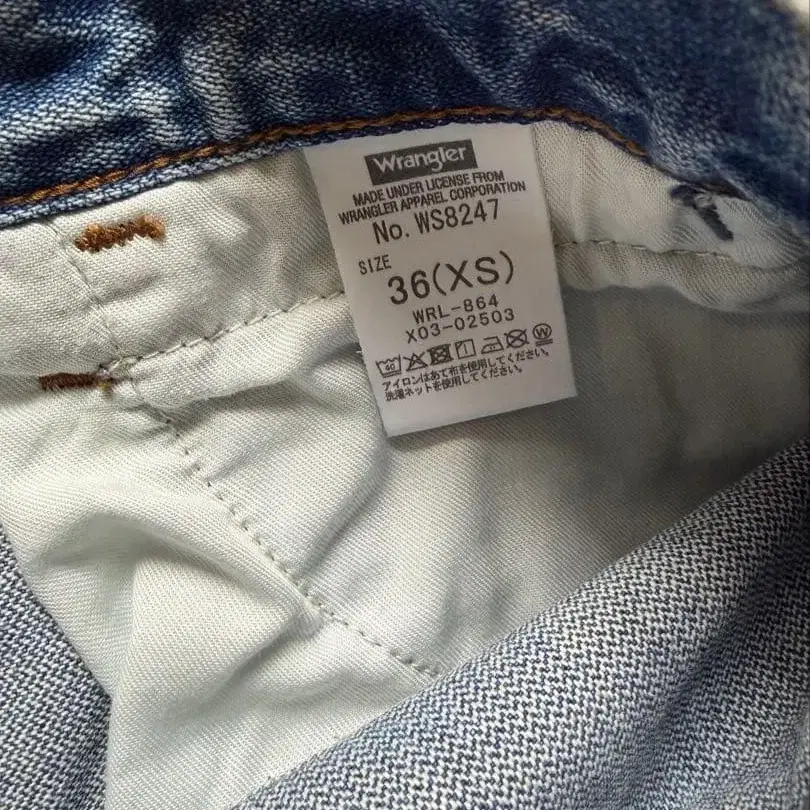 Wrangler
MADE UNDER LICENSE FROM
WRANGLER APPAREL CORPORATION
No. WS8247
SIZE
36(XS)
WRL-864
X03-02503
40
アイロンはあて布を使用してください。
洗濯ネットを使用してください。